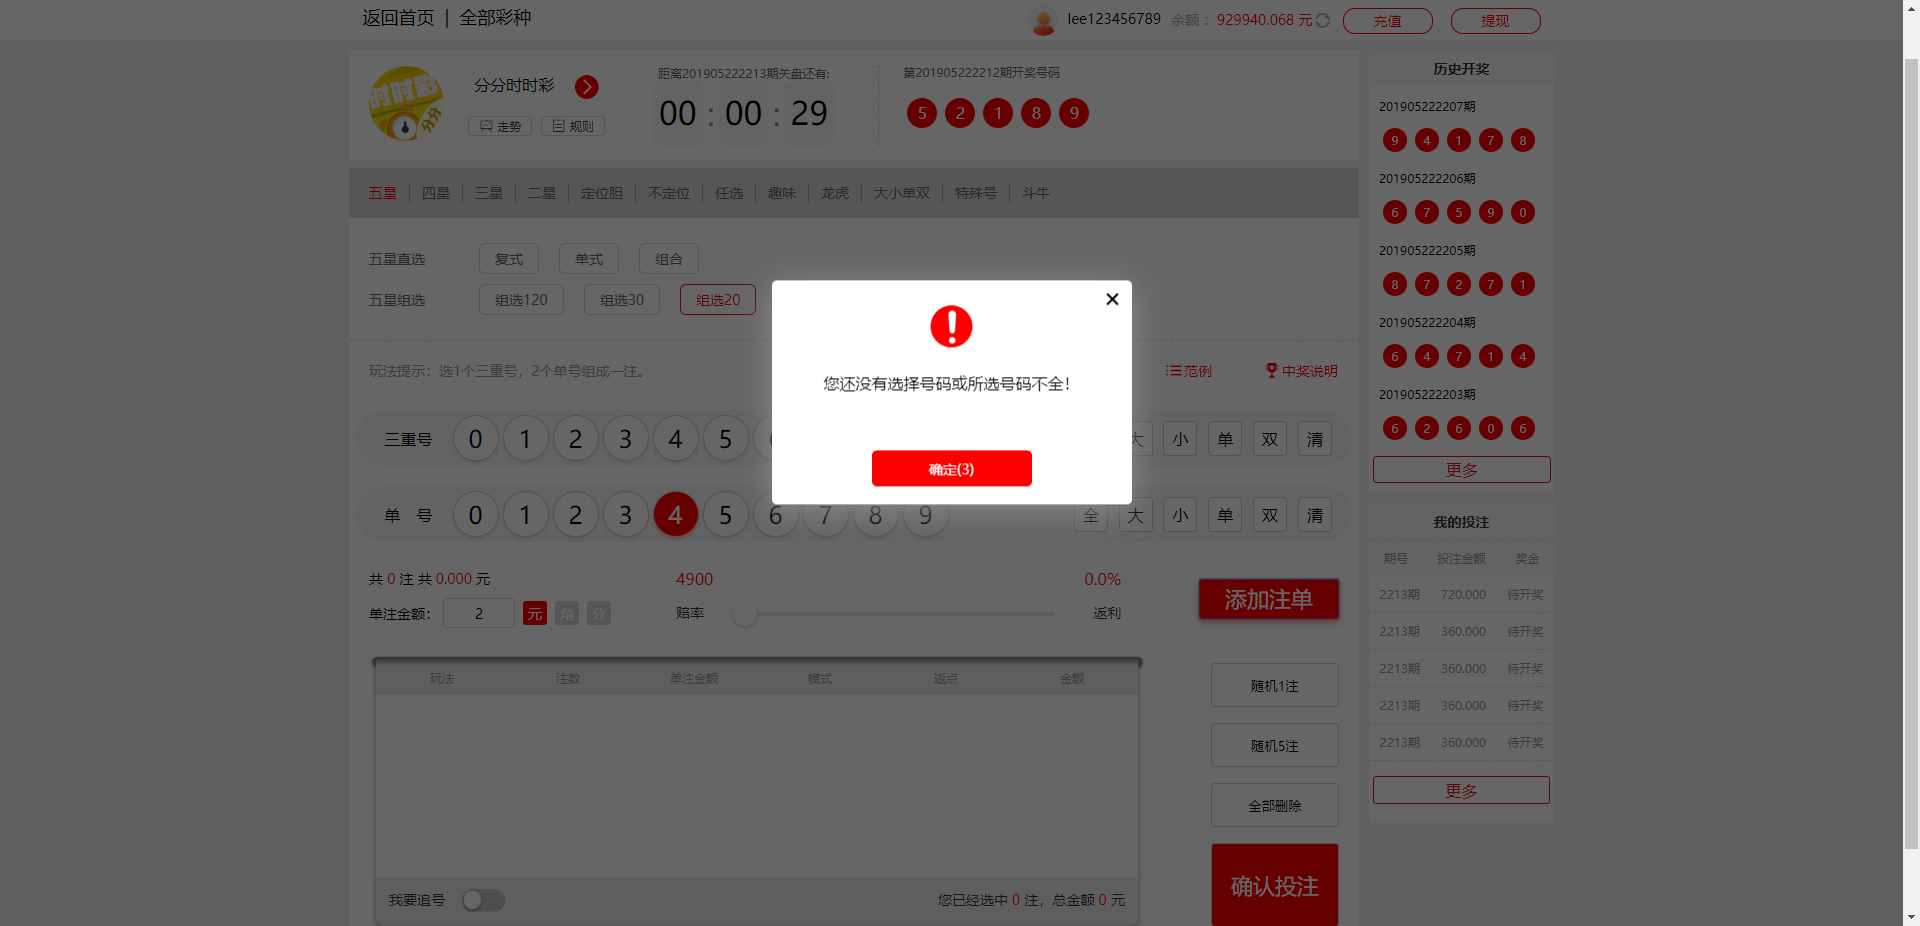 返回首页 | 全部彩种
lee123456789 余额： 929940.068 元 充值 提现
分分时时彩
走势 规则
距离201905222213期关盘还有:
00 : 00 : 29
第201905222212期开奖号码
5 2 1 8 9
五星 四星 三星 二星 定位胆 不定位 任选 趣味 龙虎 大小单双 特殊号 斗牛
五星直选 复式 单式 组合
五星组选 组选120 组选30 组选20
玩法提示：选1个三重号，2个单号组成一注。
范例 中奖说明
三重号 0 1 2 3 4 5 大 小 单 双 清
单 号 0 1 2 3 4 5 6 7 8 9 全 大 小 单 双 清
您还没有选择号码或所选号码不全！
确定(3)
共 0 注 共 0.000 元
4900 0.0%
单注金额： 2 元 角 分
赔率 返利
添加注单
玩法 注数 单注金额 模式 返点 金额
随机1注
随机5注
全部删除
确认投注
我要追号
您已经选中 0 注，总金额 0 元
历史开奖
201905222207期
9 4 1 7 8
201905222206期
6 7 5 9 0
201905222205期
8 7 2 7 1
201905222204期
6 4 7 1 4
201905222203期
6 2 6 0 6
更多
我的投注
期号 投注金额 奖金
2213期 720.000 待开奖
2213期 360.000 待开奖
2213期 360.000 待开奖
2213期 360.000 待开奖
2213期 360.000 待开奖
更多